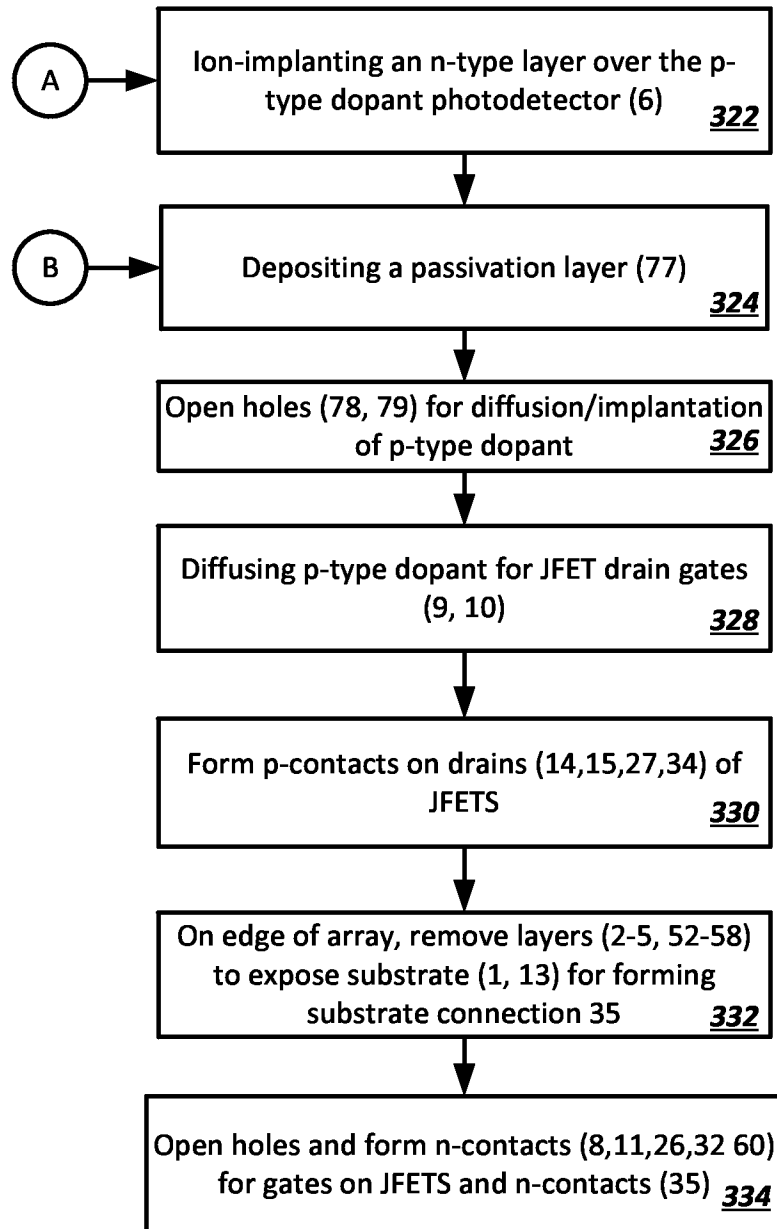 A
Ion-implanting an n-type layer over the p-
type dopant photodetector (6)
322
B
Depositing a passivation layer (77)
324
Open holes (78, 79) for diffusion/implantation
of p-type dopant
326
Diffusing p-type dopant for JFET drain gates
(9, 10)
328
Form p-contacts on drains (14,15,27,34) of
JFETS
330
On edge of array, remove layers (2-5, 52-58)
to expose substrate (1, 13) for forming
substrate connection 35
332
Open holes and form n-contacts (8,11,26,32 60)
for gates on JFETS and n-contacts (35)
334